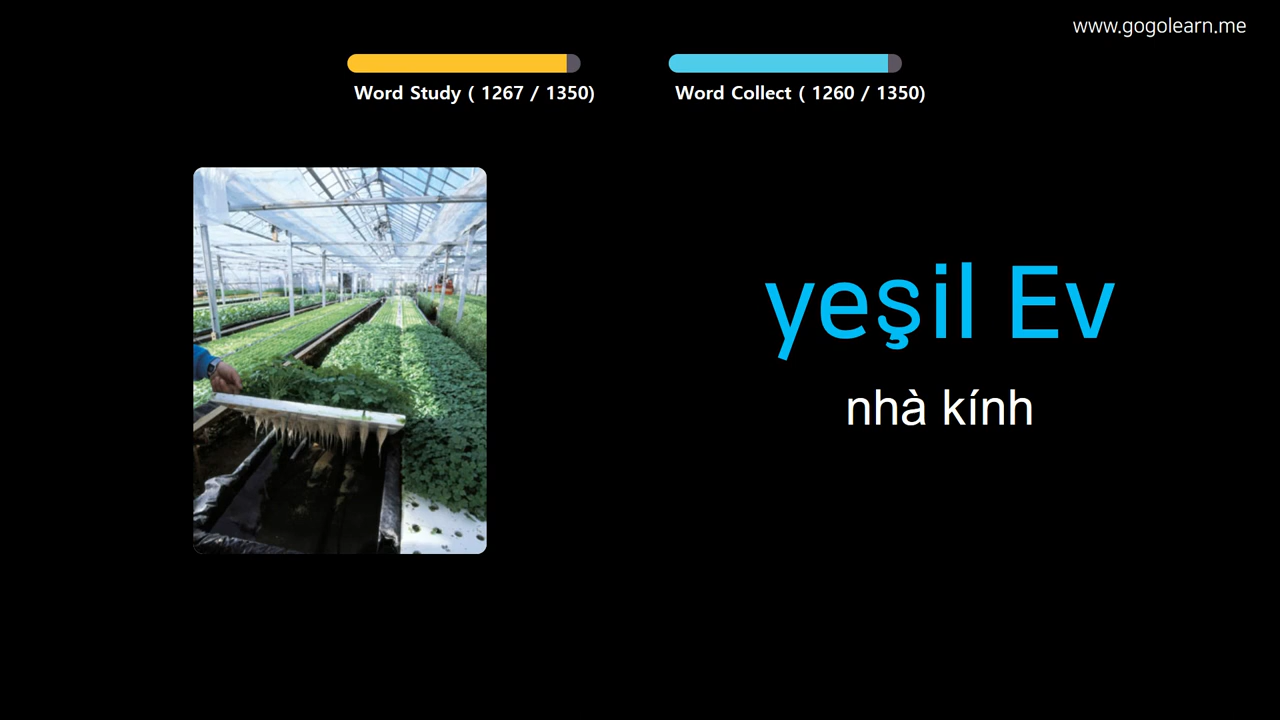 www.gogolearn.me
Word Study ( 1267 / 1350)
Word Collect ( 1260 / 1350)
yeşil Ev
nhà kính